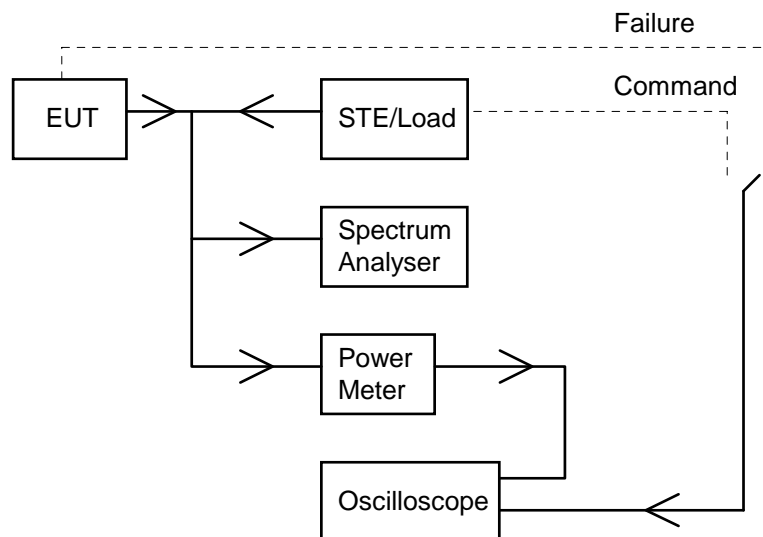 Failure
Command
EUT
STE/Load
Spectrum
Analyser
Power
Meter
Oscilloscope